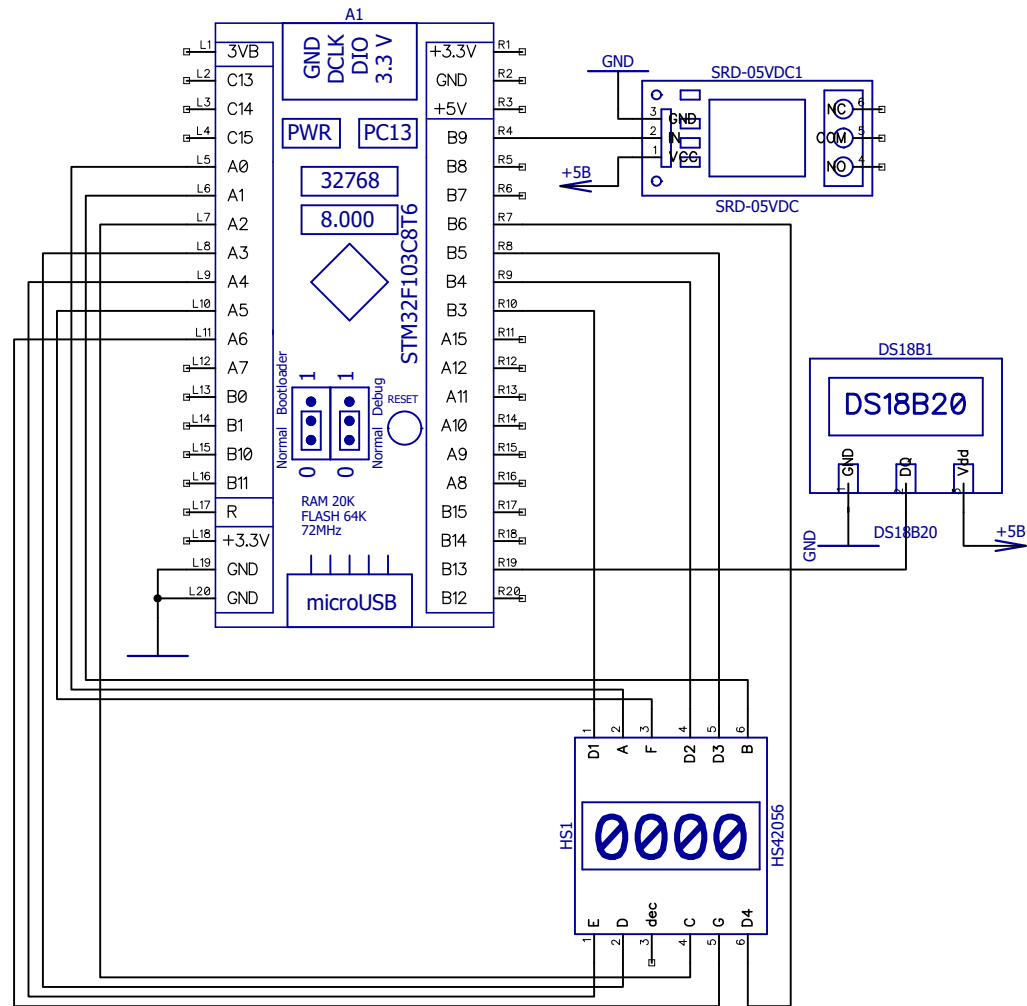 A1
GND
DCLK
DIO
3.3 V
PWR
PC13
32768
8.000
STM32F103C8T6
L1 3VB
L2 C13
L3 C14
L4 C15
L5 A0
L6 A1
L7 A2
L8 A3
L9 A4
L10 A5
L11 A6
L12 A7
L13 B0
L14 B1
L15 B10
L16 B11
L17 R
L18 +3.3V
L19 GND
L20 GND
+3.3V R1
GND R2
+5V R3
B9 R4
B8 R5
B7 R6
B6 R7
B5 R8
B4 R9
B3 R10
A15 R11
A12 R12
A11 R13
A10 R14
A9 R15
A8 R16
B15 R17
B14 R18
B13 R19
B12 R20
1 1
Normal Bootloader
Normal Debug
0 0
RESET
RAM 20K
FLASH 64K
72MHz
microUSB
GND
+5В
SRD-05VDC1
3 GND
2 IN
1 VCC
NC 6
COM 5
NO 4
SRD-05VDC
DS18B1
DS18B20
1 GND
2 DQ
3 Vdd
GND
DS18B20
+5В
HS1
HS42056
1 D1
2 A
3 F
4 D2
5 D3
6 B
0000
1 E
2 D
3 dec
4 C
5 G
6 D4